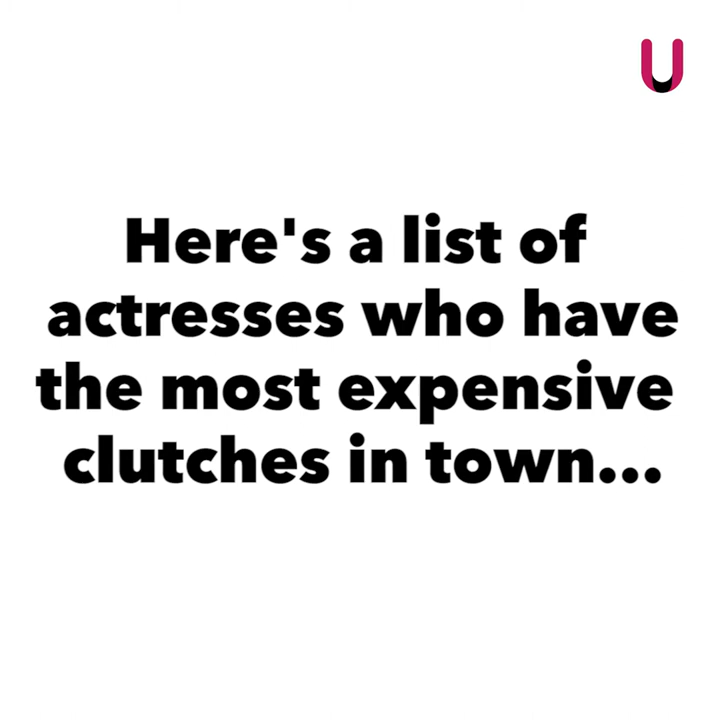 U
Here's a list of
actresses who have
the most expensive
clutches in town...